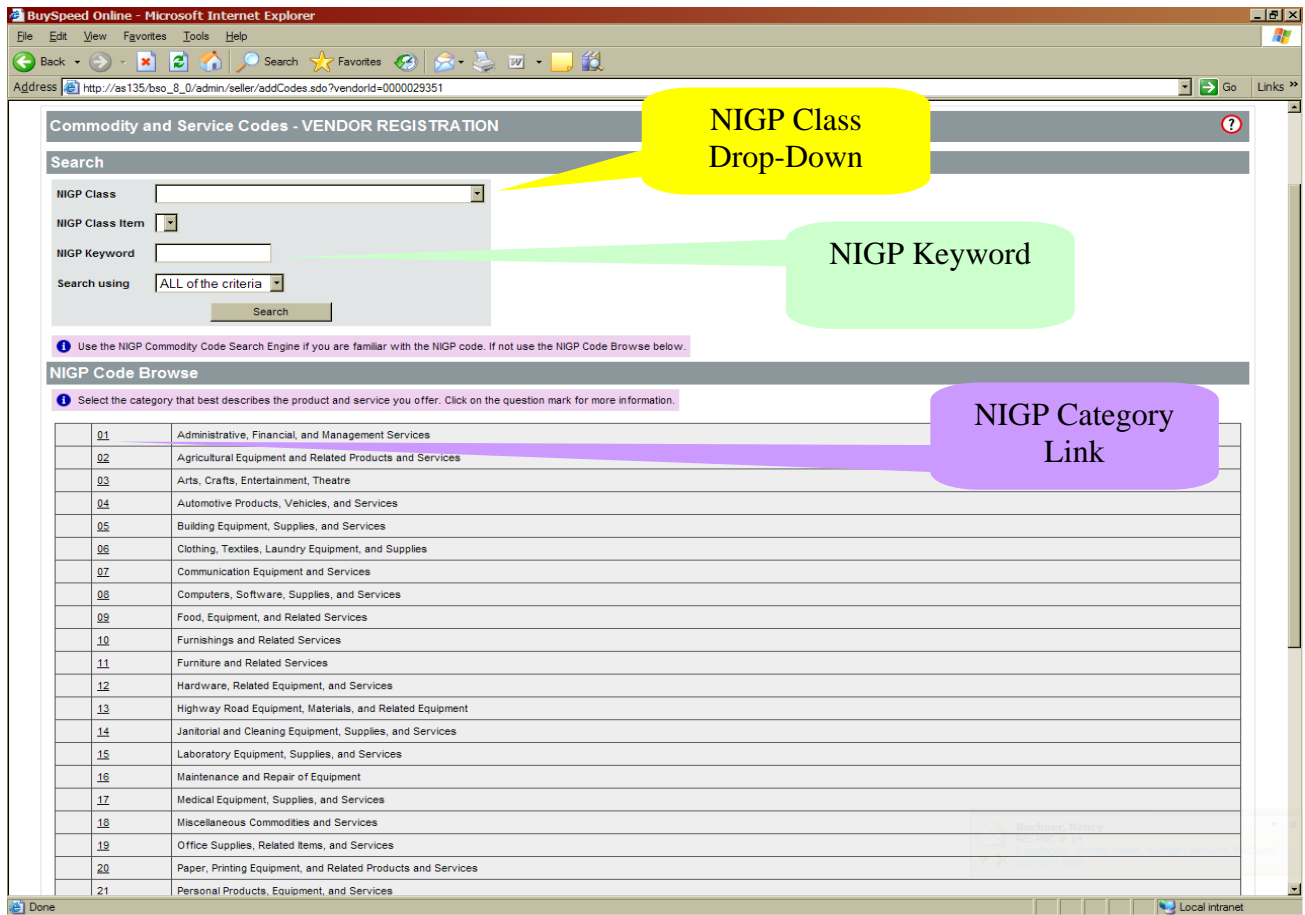 BuySpeed Online - Microsoft Internet Explorer
File Edit View Favorites Tools Help
Back Search Favorites
Address http://as135/bso_8_0/admin/seller/addCodes.sdo?vendorId=0000029351 Go Links »
Commodity and Service Codes - VENDOR REGISTRATION ?
NIGP Class
Drop-Down
Search
NIGP Class
NIGP Class Item
NIGP Keyword
NIGP Keyword
Search using ALL of the criteria
Search
Use the NIGP Commodity Code Search Engine if you are familiar with the NIGP code. If not use the NIGP Code Browse below.
NIGP Code Browse
Select the category that best describes the product and service you offer. Click on the question mark for more information.
NIGP Category
Link
01 Administrative, Financial, and Management Services
02 Agricultural Equipment and Related Products and Services
03 Arts, Crafts, Entertainment, Theatre
04 Automotive Products, Vehicles, and Services
05 Building Equipment, Supplies, and Services
06 Clothing, Textiles, Laundry Equipment, and Supplies
07 Communication Equipment and Services
08 Computers, Software, Supplies, and Services
09 Food, Equipment, and Related Services
10 Furnishings and Related Services
11 Furniture and Related Services
12 Hardware, Related Equipment, and Services
13 Highway Road Equipment, Materials, and Related Equipment
14 Janitorial and Cleaning Equipment, Supplies, and Services
15 Laboratory Equipment, Supplies, and Services
16 Maintenance and Repair of Equipment
17 Medical Equipment, Supplies, and Services
18 Miscellaneous Commodities and Services
19 Office Supplies, Related Items, and Services
20 Paper, Printing Equipment, and Related Products and Services
21 Personal Products, Equipment, and Services
Done Local intranet